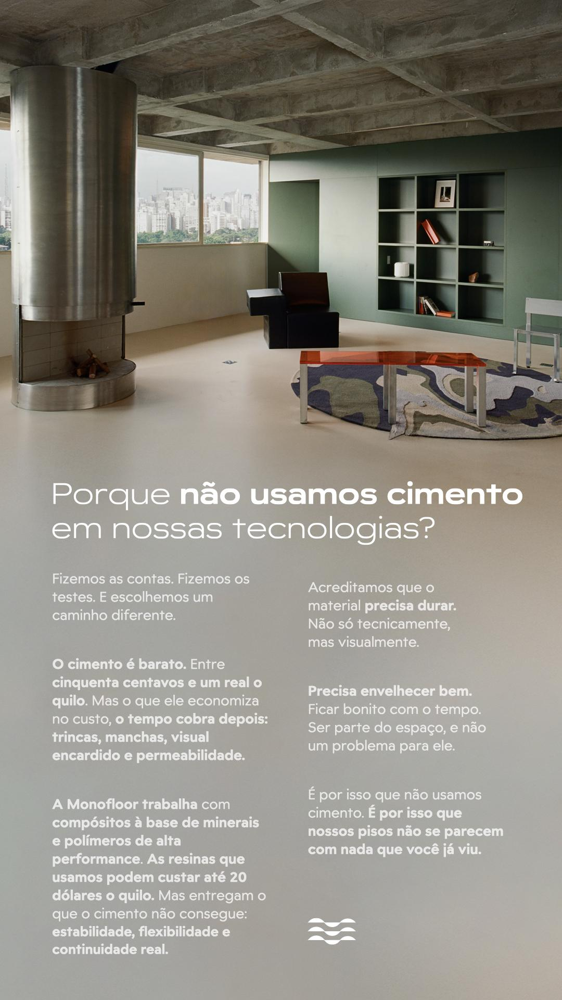 Porque não usamos cimento
em nossas tecnologias?
Fizemos as contas. Fizemos os
testes. E escolhemos um
caminho diferente.
O cimento é barato. Entre
cinquenta centavos e um real o
quilo. Mas o que ele economiza
no custo, o tempo cobra depois:
trincas, manchas, visual
encardido e permeabilidade.
A Monofloor trabalha com
compósitos à base de minerais
e polímeros de alta
performance. As resinas que
usamos podem custar até 20
dólares o quilo. Mas entregam o
que o cimento não consegue:
estabilidade, flexibilidade e
continuidade real.
Acreditamos que o
material precisa durar.
Não só tecnicamente,
mas visualmente.
Precisa envelhecer bem.
Ficar bonito com o tempo.
Ser parte do espaço, e não
um problema para ele.
É por isso que não usamos
cimento. É por isso que
nossos pisos não se parecem
com nada que você já viu.